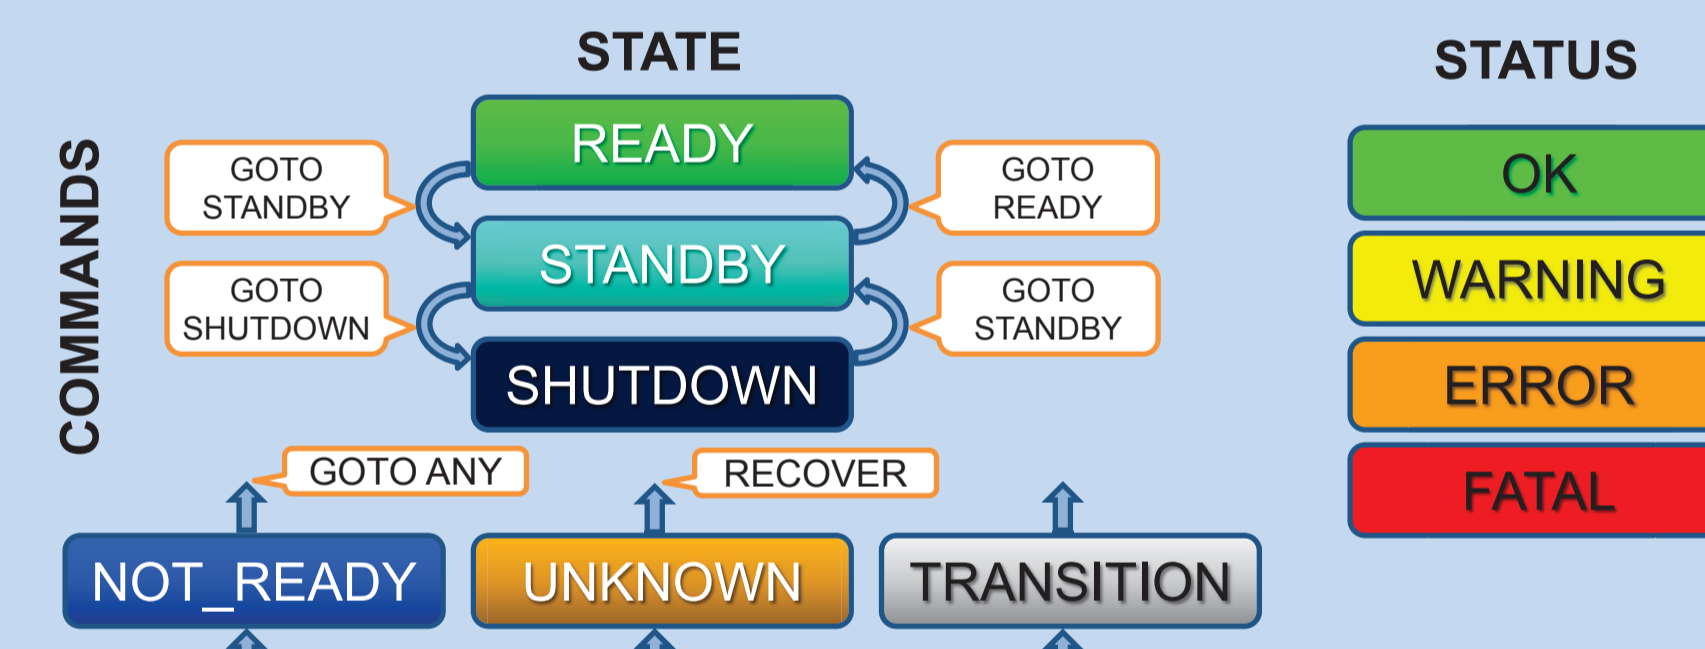 STATE
STATUS
COMMANDS
GOTO
STANDBY
READY
GOTO
READY
OK
STANDBY
WARNING
GOTO
SHUTDOWN
GOTO
STANDBY
SHUTDOWN
ERROR
GOTO ANY
RECOVER
FATAL
NOT_READY
UNKNOWN
TRANSITION